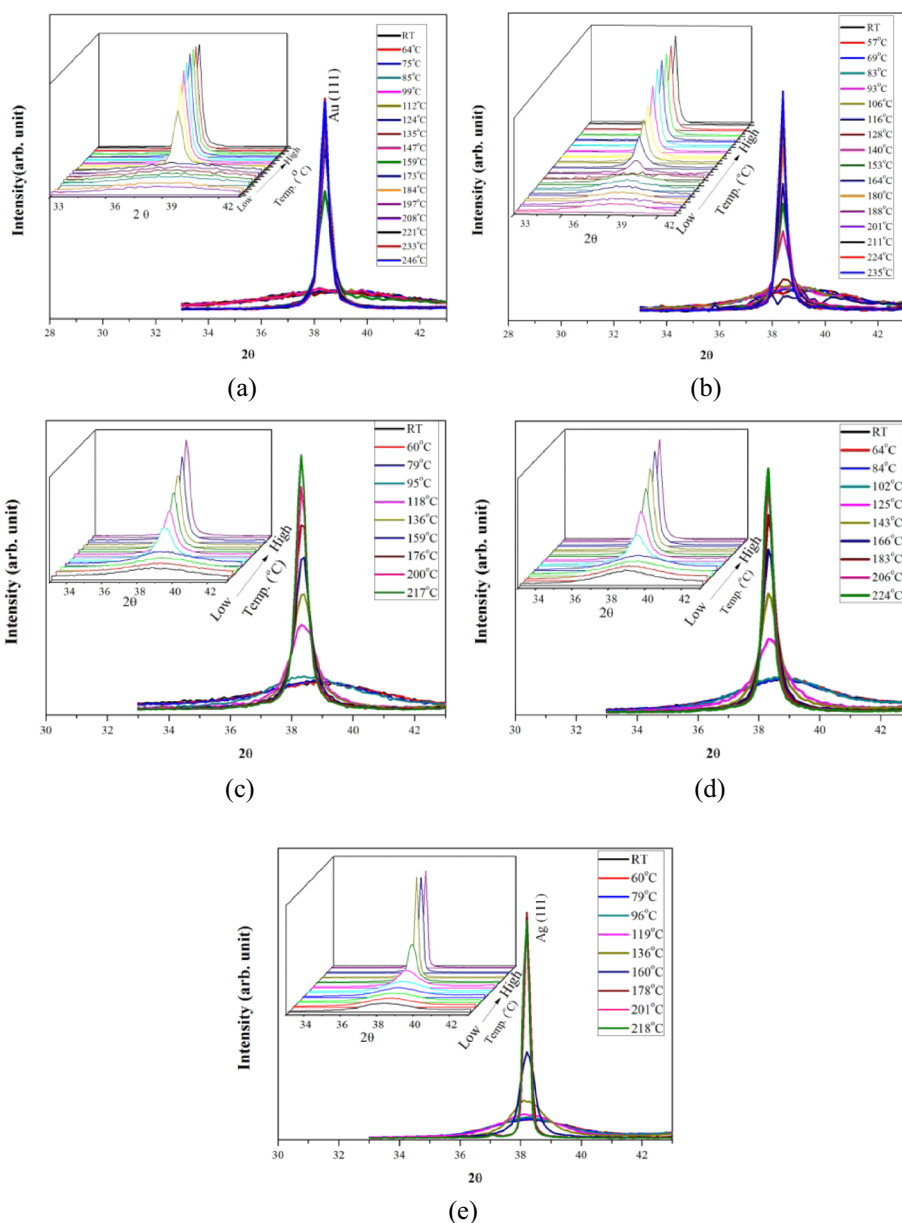 Intensity(arb. unit)
Au (111)
RT
64°C
75°C
85°C
99°C
112°C
124°C
135°C
147°C
159°C
173°C
184°C
197°C
208°C
221°C
233°C
246°C
33 36 39 42
2 θ
Low
High
Temp. (°C)
28 30 32 34 36 38 40 42
2θ
(a)
Intensity (arb. unit)
RT
57°C
69°C
83°C
93°C
106°C
116°C
128°C
140°C
153°C
164°C
180°C
188°C
201°C
211°C
224°C
235°C
33 36 39 42
2θ
Low
High
Temp. (°C)
28 30 32 34 36 38 40 42
2θ
(b)
Intensity (arb. unit)
RT
60°C
79°C
95°C
118°C
136°C
159°C
176°C
200°C
217°C
34 36 38 40 42
2θ
Low
High
Temp. (°C)
30 32 34 36 38 40 42
2θ
(c)
Intensity (arb. unit)
RT
64°C
84°C
102°C
125°C
143°C
166°C
183°C
206°C
224°C
34 36 38 40 42
2θ
Low
High
Temp. (°C)
30 32 34 36 38 40 42
2θ
(d)
Intensity (arb. unit)
Ag (111)
RT
60°C
79°C
96°C
119°C
136°C
160°C
178°C
201°C
218°C
34 36 38 40 42
2θ
Low
High
Temp. (°C)
30 32 34 36 38 40 42
2θ
(e)